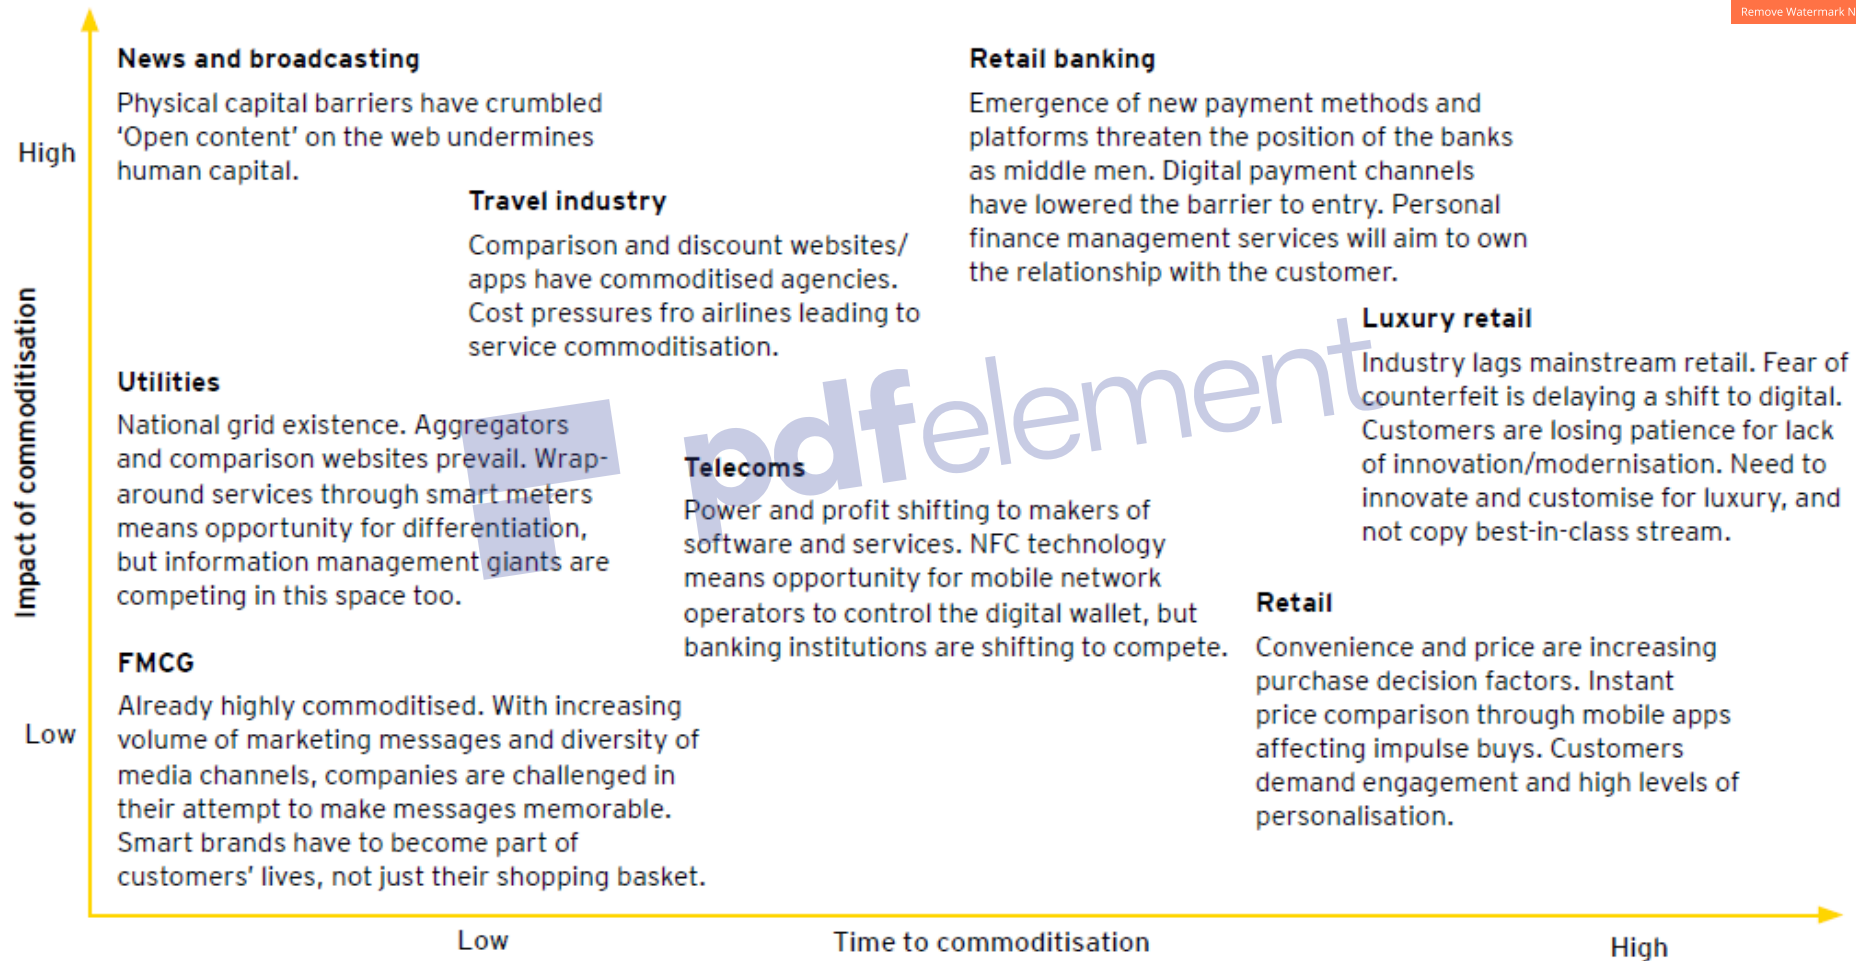 Remove Watermark N
News and broadcasting
Physical capital barriers have crumbled
‘Open content’ on the web undermines
human capital.
Retail banking
Emergence of new payment methods and
platforms threaten the position of the banks
as middle men. Digital payment channels
have lowered the barrier to entry. Personal
finance management services will aim to own
the relationship with the customer.
High
Travel industry
Comparison and discount websites/
apps have commoditised agencies.
Cost pressures fro airlines leading to
service commoditisation.
Luxury retail
Industry lags mainstream retail. Fear of
counterfeit is delaying a shift to digital.
Customers are losing patience for lack
of innovation/modernisation. Need to
innovate and customise for luxury, and
not copy best-in-class stream.
Impact of commoditisation
Utilities
National grid existence. Aggregators
and comparison websites prevail. Wrap-
around services through smart meters
means opportunity for differentiation,
but information management giants are
competing in this space too.
pdfelement
Telecoms
Power and profit shifting to makers of
software and services. NFC technology
means opportunity for mobile network
operators to control the digital wallet, but
banking institutions are shifting to compete.
Retail
Convenience and price are increasing
purchase decision factors. Instant
price comparison through mobile apps
affecting impulse buys. Customers
demand engagement and high levels of
personalisation.
FMCG
Already highly commoditised. With increasing
volume of marketing messages and diversity of
media channels, companies are challenged in
their attempt to make messages memorable.
Smart brands have to become part of
customers’ lives, not just their shopping basket.
Low
Low
Time to commoditisation
High